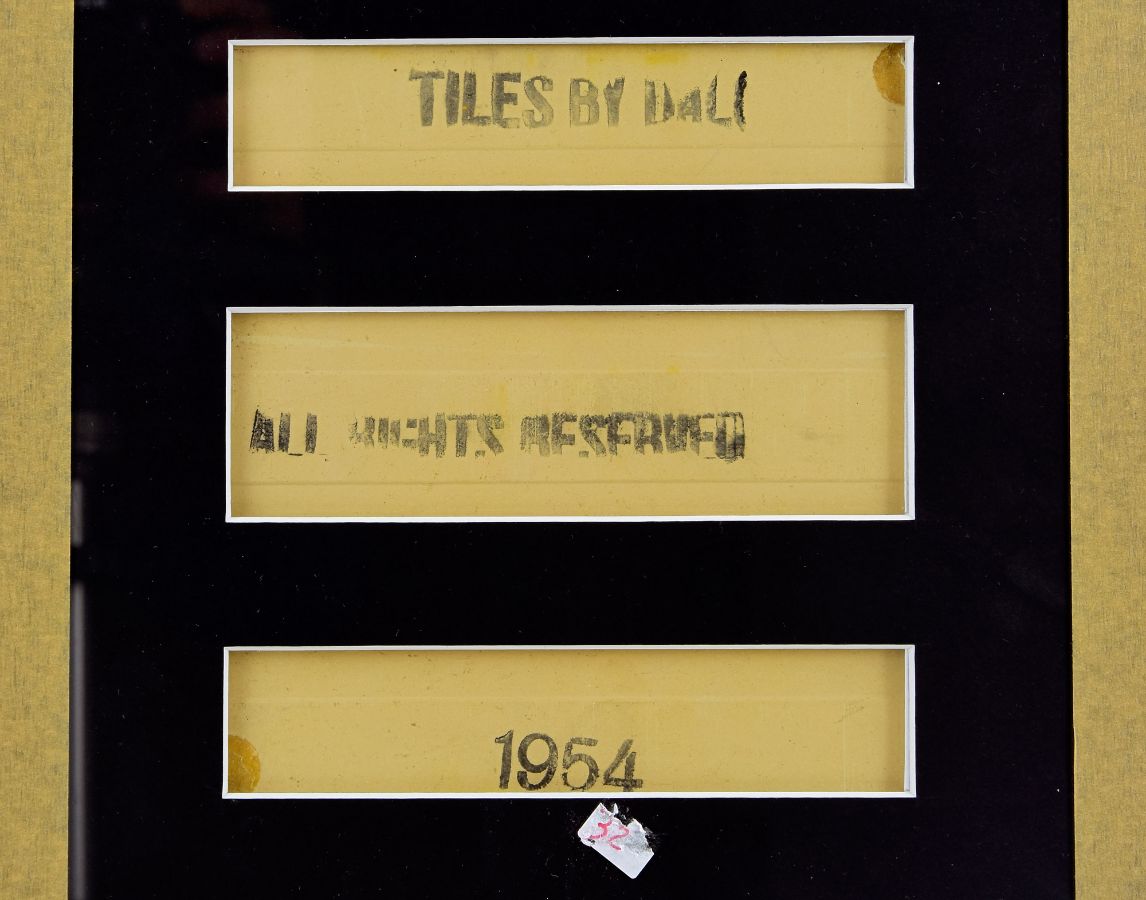 TILES BY DALI
ALL RIGHTS RESERVED
1954
32